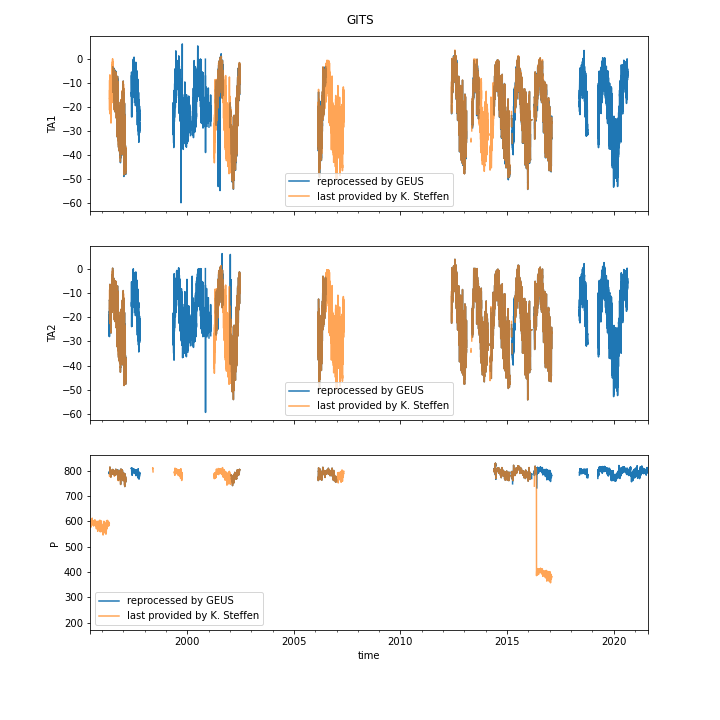 GITS
0
−10
−20
−30
−40
−50
−60
TA1
reprocessed by GEUS
last provided by K. Steffen
0
−10
−20
−30
−40
−50
−60
TA2
reprocessed by GEUS
last provided by K. Steffen
800
700
600
500
400
300
200
P
reprocessed by GEUS
last provided by K. Steffen
2000 2005 2010 2015 2020
time